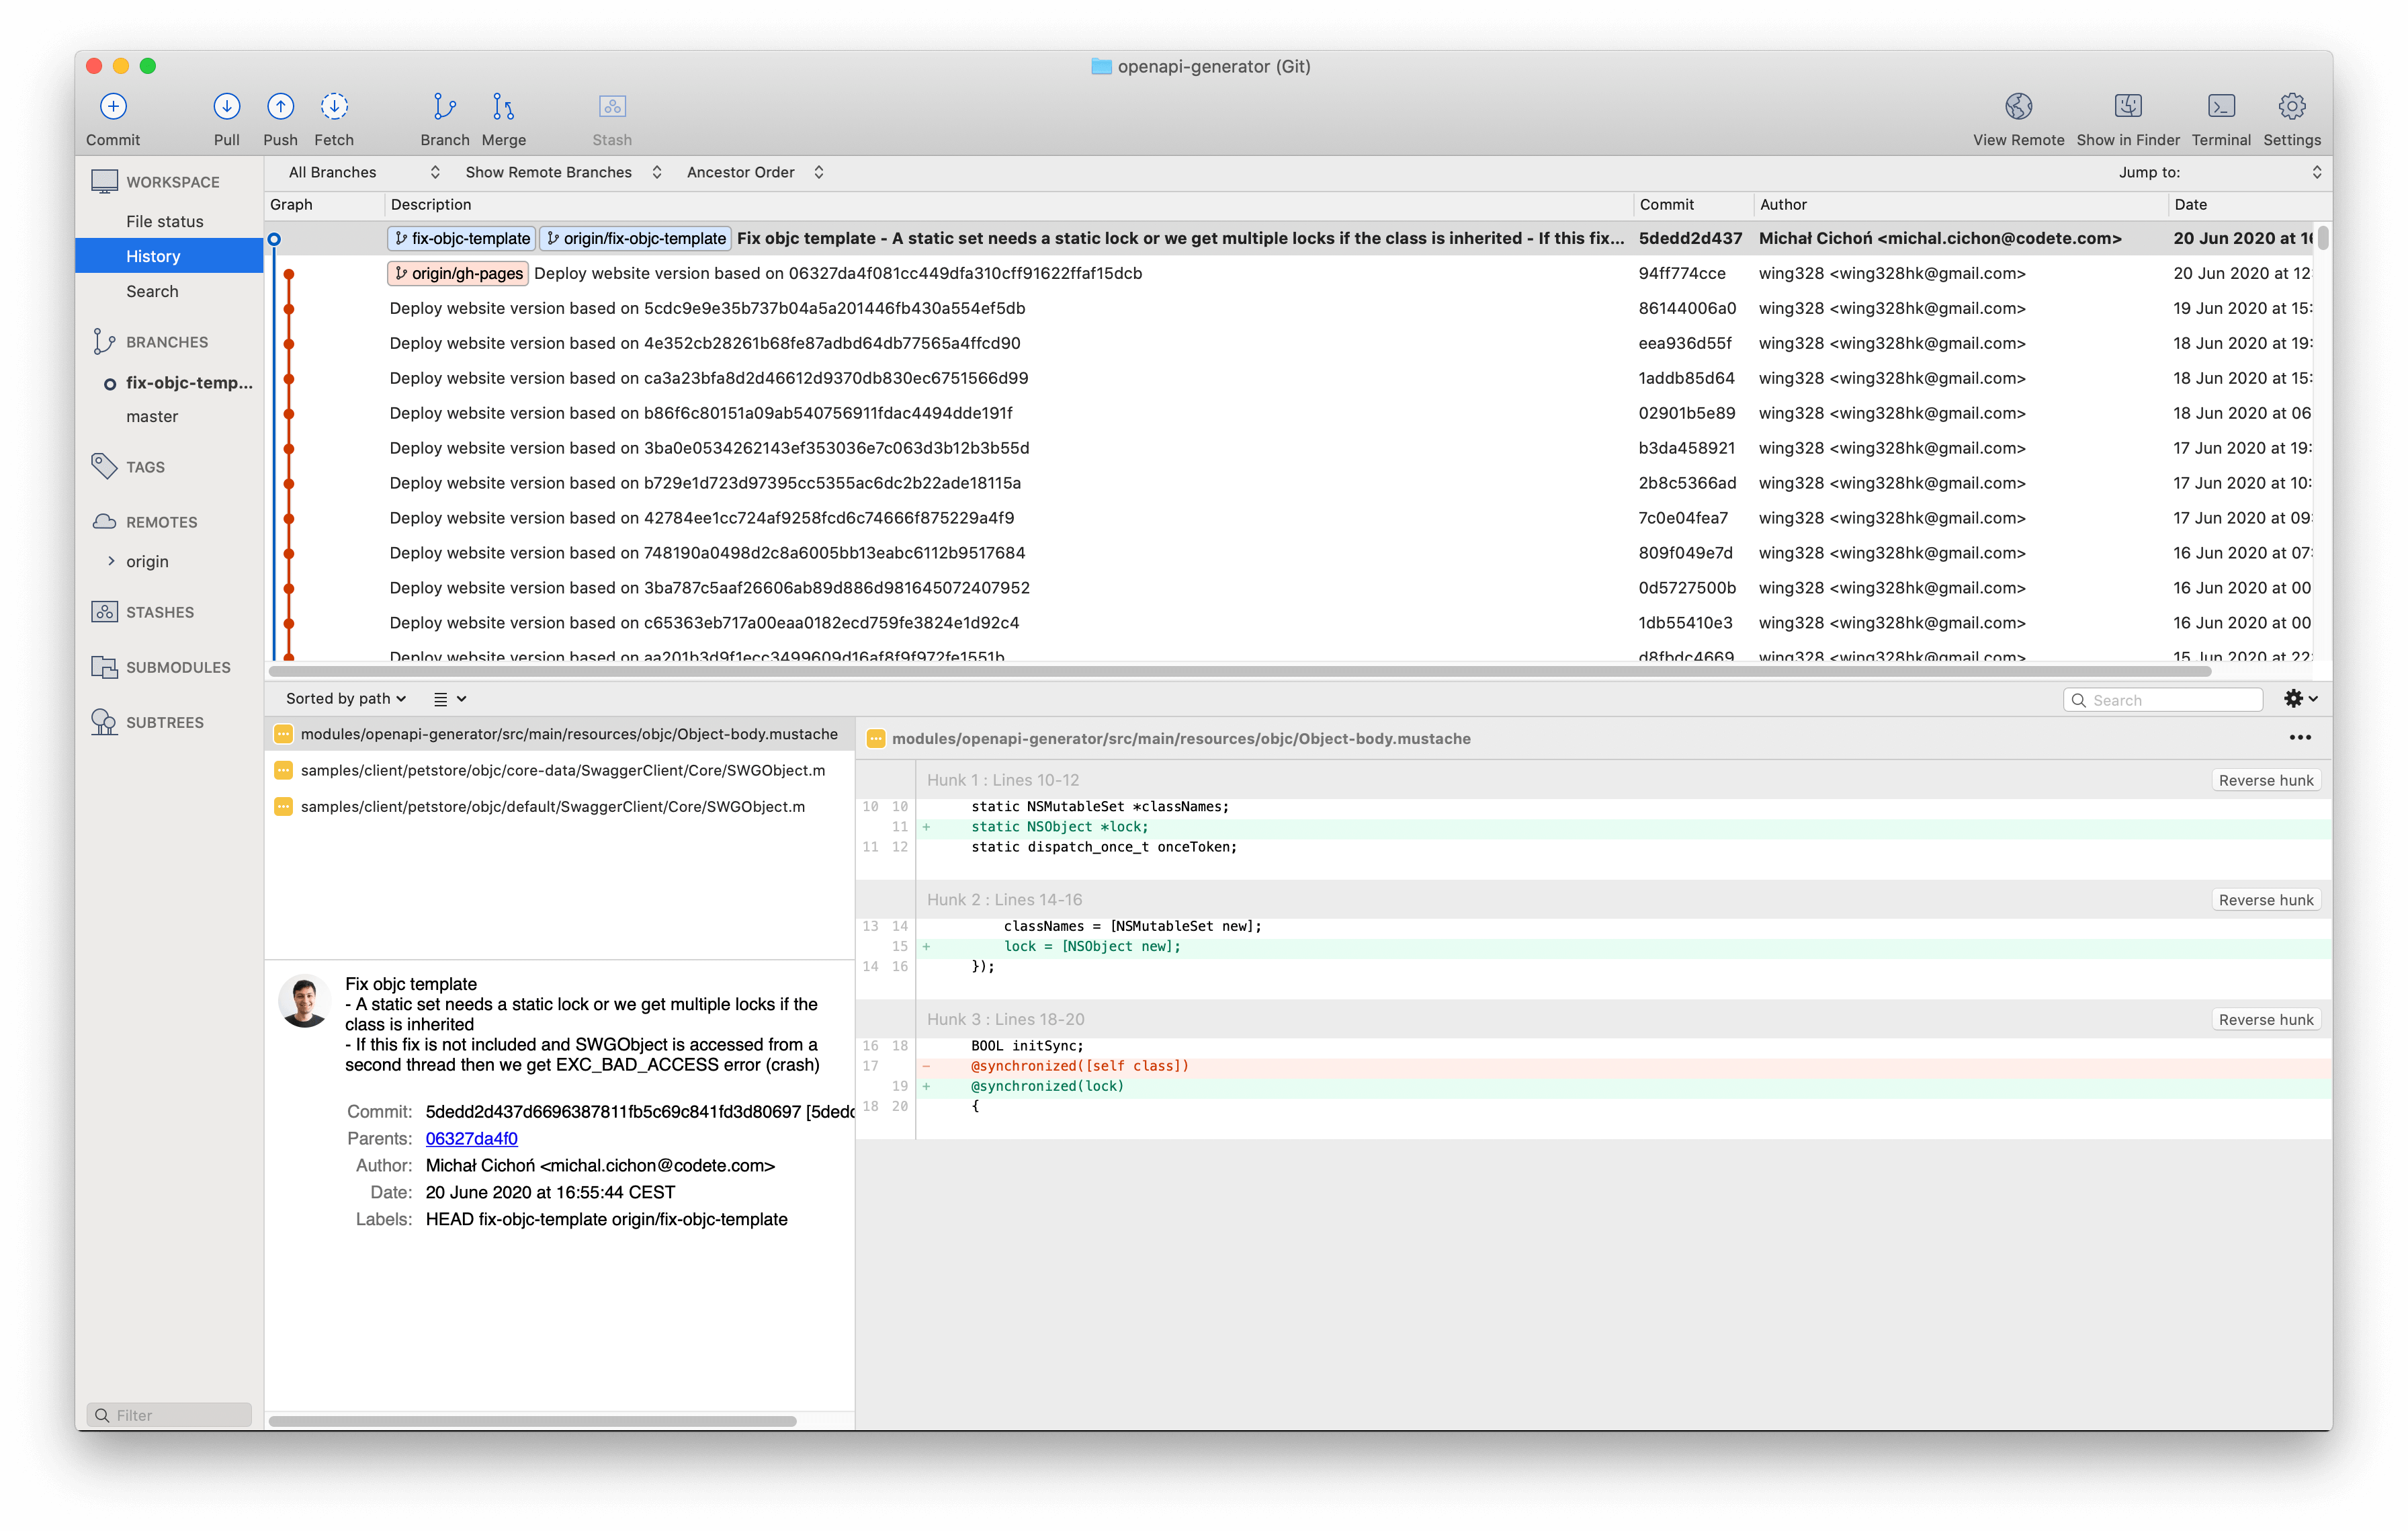 openapi-generator (Git)
Commit Pull Push Fetch Branch Merge Stash View Remote Show in Finder Terminal Settings
WORKSPACE
File status
History
Search
BRANCHES
fix-objc-temp...
master
TAGS
REMOTES
origin
STASHES
SUBMODULES
SUBTREES
Filter
All Branches Show Remote Branches Ancestor Order Jump to:
Graph Description Commit Author Date
fix-objc-template origin/fix-objc-template Fix objc template - A static set needs a static lock or we get multiple locks if the class is inherited - If this fix... 5dedd2d437 Michał Cichoń <michal.cichon@codete.com> 20 Jun 2020 at
origin/gh-pages Deploy website version based on 06327da4f081cc449dfa310cff91622ffaf15dcb 94ff774cce wing328 <wing328hk@gmail.com> 20 Jun 2020 at 12:
Deploy website version based on 5cdc9e9e35b737b04a5a201446fb430a554ef5db 86144006a0 wing328 <wing328hk@gmail.com> 19 Jun 2020 at 15:
Deploy website version based on 4e352cb28261b68fe87adbd64db77565a4ffcd90 eea936d55f wing328 <wing328hk@gmail.com> 18 Jun 2020 at 19:
Deploy website version based on ca3a23bfa8d2d46612d9370db830ec6751566d99 1addb85d64 wing328 <wing328hk@gmail.com> 18 Jun 2020 at 15:
Deploy website version based on b86f6c80151a09ab540756911fdac4494dde191f 02901b5e89 wing328 <wing328hk@gmail.com> 18 Jun 2020 at 06
Deploy website version based on 3ba0e0534262143ef353036e7c063d3b12b3b55d b3da458921 wing328 <wing328hk@gmail.com> 17 Jun 2020 at 19:
Deploy website version based on b729e1d723d97395cc5355ac6dc2b22ade18115a 2b8c5366ad wing328 <wing328hk@gmail.com> 17 Jun 2020 at 10:
Deploy website version based on 42784ee1cc724af9258fcd6c74666f875229a4f9 7c0e04fea7 wing328 <wing328hk@gmail.com> 17 Jun 2020 at 09:
Deploy website version based on 748190a0498d2c8a6005bb13eabc6112b9517684 809f049e7d wing328 <wing328hk@gmail.com> 16 Jun 2020 at 07:
Deploy website version based on 3ba787c5aaf26606ab89d886d981645072407952 0d5727500b wing328 <wing328hk@gmail.com> 16 Jun 2020 at 00
Deploy website version based on c65363eb717a00eaa0182ecd759fe3824e1d92c4 1db55410e3 wing328 <wing328hk@gmail.com> 16 Jun 2020 at 00
Deploy website version based on aa201b3d9f1ecc3499609d16af8f9f972fe1551b d8fbdc4669 wing328 <wing328hk@gmail.com> 15 Jun 2020 at 22:
Sorted by path Search
modules/openapi-generator/src/main/resources/objc/Object-body.mustache
samples/client/petstore/objc/core-data/SwaggerClient/Core/SWGObject.m
samples/client/petstore/objc/default/SwaggerClient/Core/SWGObject.m
Fix objc template
- A static set needs a static lock or we get multiple locks if the
class is inherited
- If this fix is not included and SWGObject is accessed from a
second thread then we get EXC_BAD_ACCESS error (crash)
Commit: 5dedd2d437d6696387811fb5c69c841fd3d80697 [5dedd
Parents: 06327da4f0
Author: Michał Cichoń <michal.cichon@codete.com>
Date: 20 June 2020 at 16:55:44 CEST
Labels: HEAD fix-objc-template origin/fix-objc-template
modules/openapi-generator/src/main/resources/objc/Object-body.mustache
Hunk 1 : Lines 10-12 Reverse hunk
10 10 static NSMutableSet *classNames;
11 + static NSObject *lock;
11 12 static dispatch_once_t onceToken;
Hunk 2 : Lines 14-16 Reverse hunk
13 14 classNames = [NSMutableSet new];
15 + lock = [NSObject new];
14 16 });
Hunk 3 : Lines 18-20 Reverse hunk
16 18 BOOL initSync;
17 - @synchronized([self class])
19 + @synchronized(lock)
18 20 {